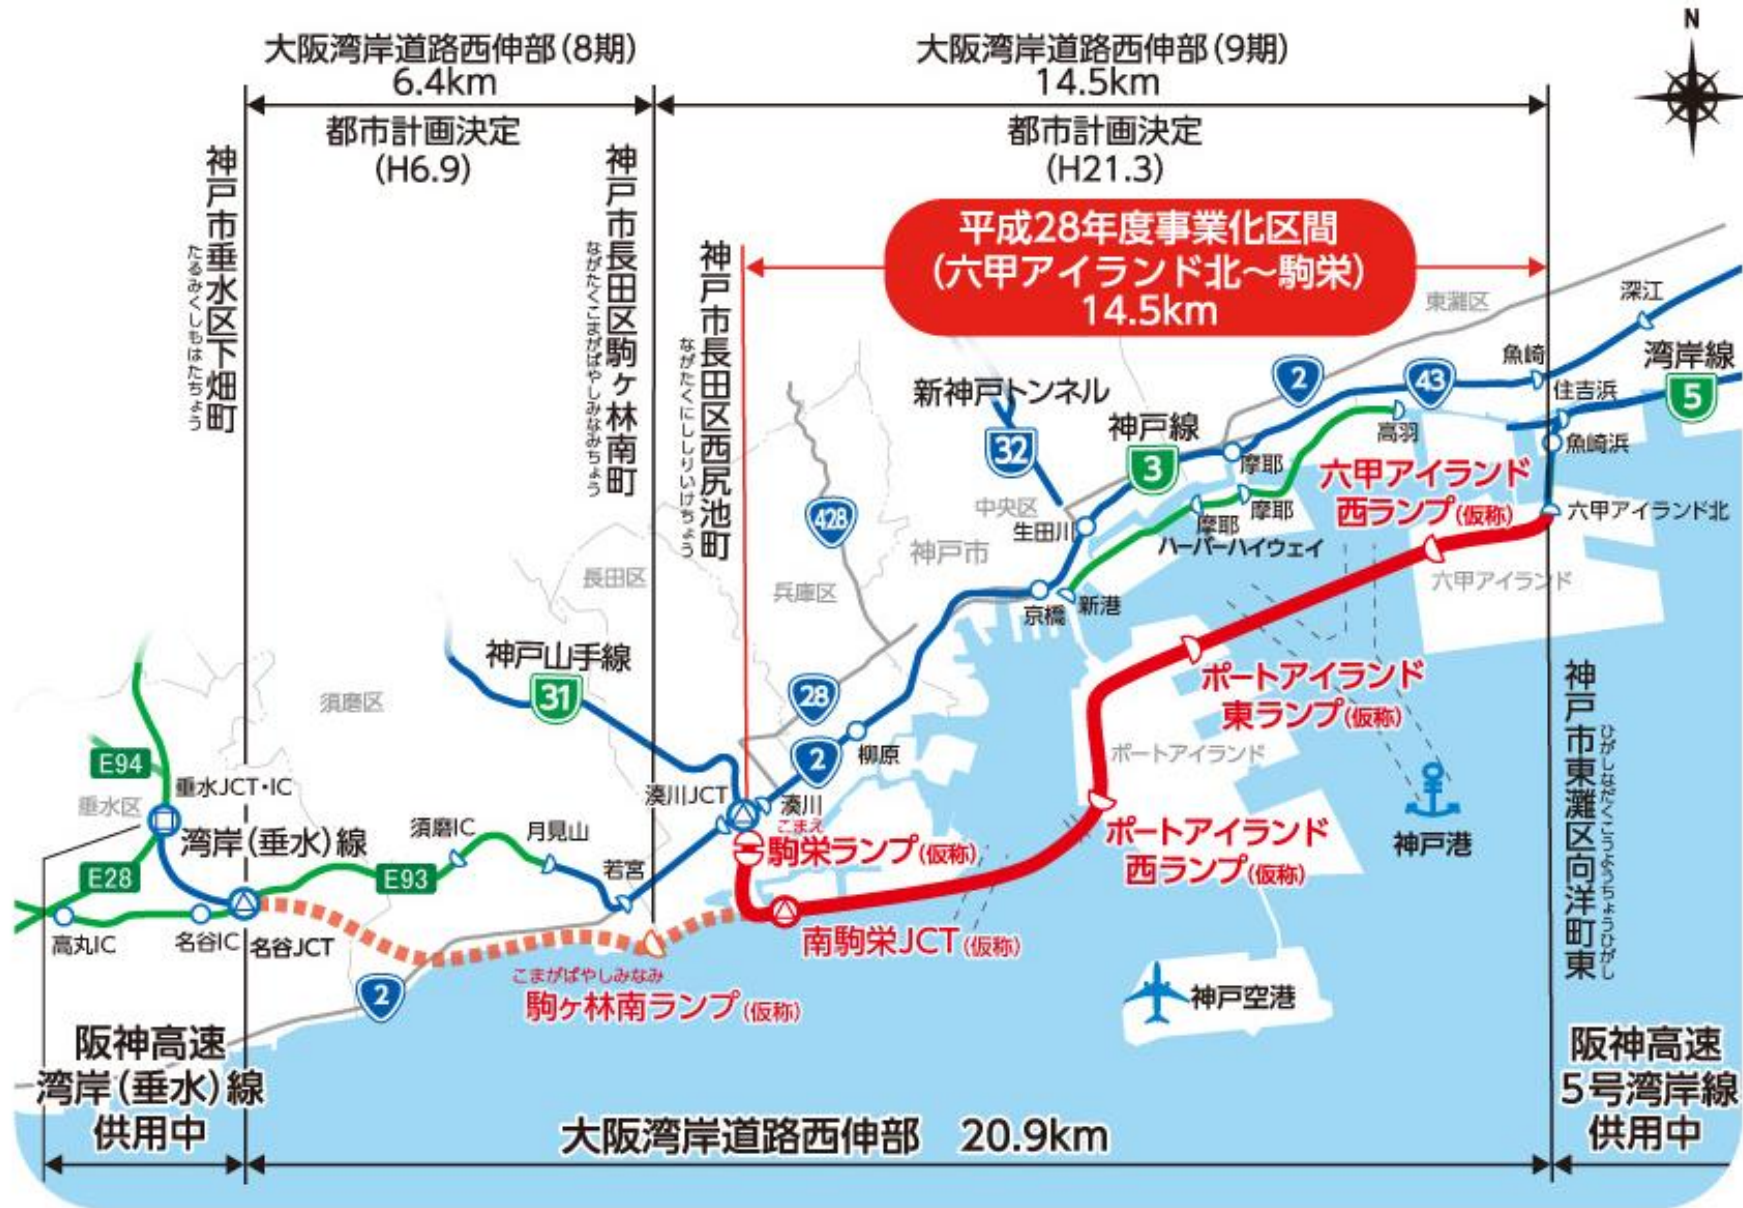 N
大阪湾岸道路西伸部(8期)
6.4km
都市計画決定
(H6.9)
大阪湾岸道路西伸部(9期)
14.5km
都市計画決定
(H21.3)
平成28年度事業化区間
(六甲アイランド北〜駒栄)
14.5km
神戸市垂水区下畑町
たるみくしもはたちょう
神戸市長田区駒ヶ林南町
ながたくこまがばやしみなみちょう
神戸市長田区西尻池町
ながたくにししりいけちょう
東灘区
深江
魚崎
湾岸線
5
住吉浜
魚崎浜
2
43
高羽
新神戸トンネル
32
神戸線
3
摩耶
六甲アイランド
西ランプ(仮称)
六甲アイランド北
摩耶
摩耶
ハーバーハイウェイ
中央区
生田川
神戸市
428
長田区
兵庫区
六甲アイランド
京橋
新港
神戸山手線
31
須磨区
28
2
柳原
ポートアイランド
東ランプ(仮称)
ポートアイランド
E94
垂水区
垂水JCT・IC
湾岸(垂水)線
湊川JCT
湊川
こまえ
駒栄ランプ(仮称)
ポートアイランド
西ランプ(仮称)
神戸港
須磨IC
月見山
若宮
E28
E93
高丸IC
名谷IC
名谷JCT
南駒栄JCT(仮称)
2
こまがばやしみなみ
駒ヶ林南ランプ(仮称)
神戸空港
神戸市東灘区向洋町東
ひがしなだくこうようちょうひがし
阪神高速
湾岸(垂水)線
供用中
大阪湾岸道路西伸部 20.9km
阪神高速
5号湾岸線
供用中